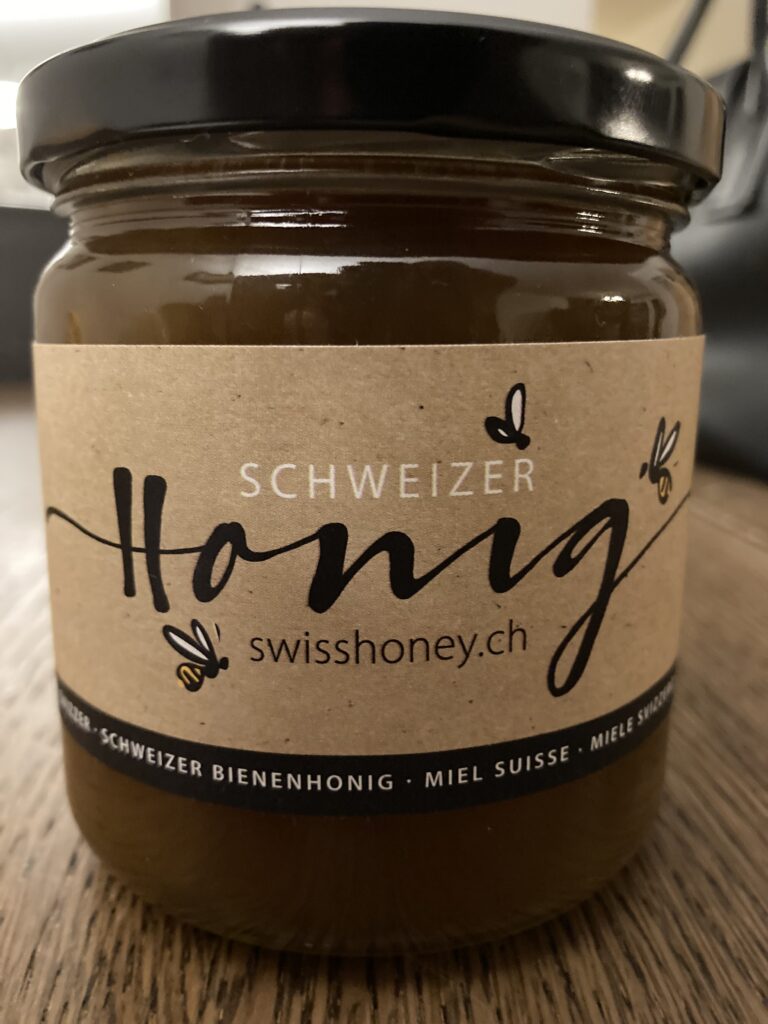 SCHWEIZER
Honig
swisshoney.ch
SCHWEIZER BIENENHONIG · MIEL SUISSE · MIELE